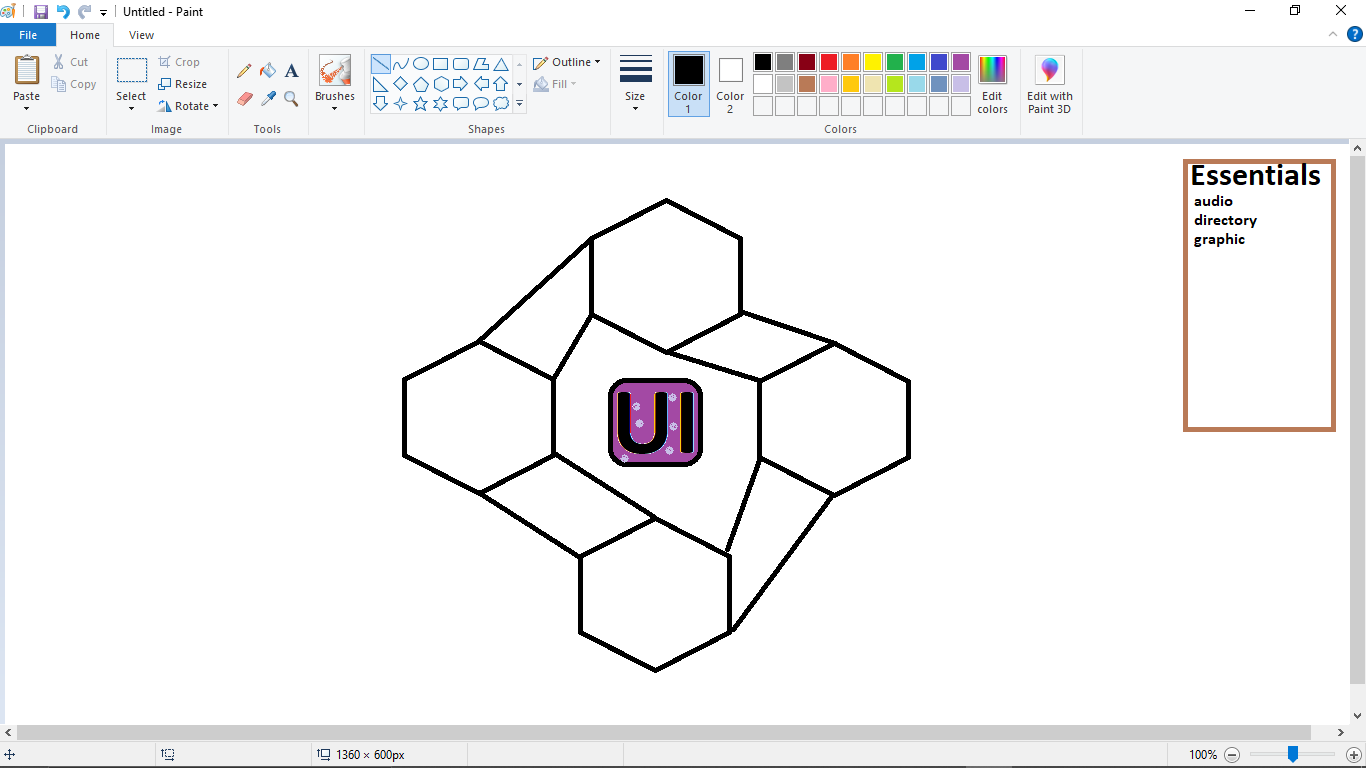 Untitled - Paint
File Home View
Paste Cut Copy
Clipboard
Select Crop Resize Rotate
Image
Tools
Brushes
Shapes
Outline
Fill
Size
Color 1
Color 2
Edit colors
Colors
Edit with Paint 3D
Essentials
audio
directory
graphic
UI
1360 × 600px
100%